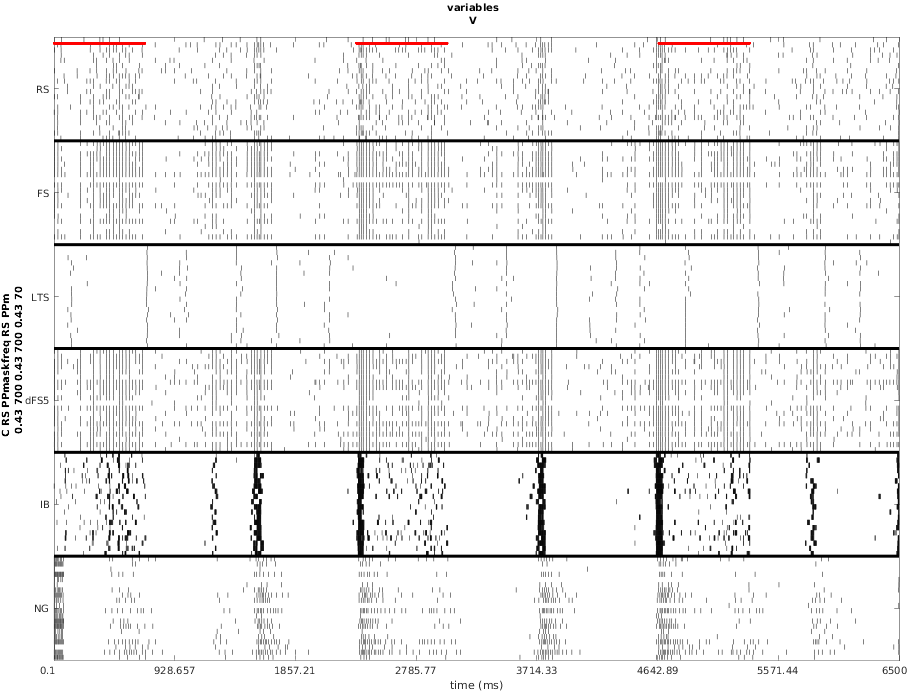 variables
V
RS
FS
LTS
dFS5
IB
NG
C RS PPmaskfreq RS PPm
0.43 700 0.43 700 0.43 70
0.1 928.657 1857.21 2785.77 3714.33 4642.89 5571.44 6500
time (ms)